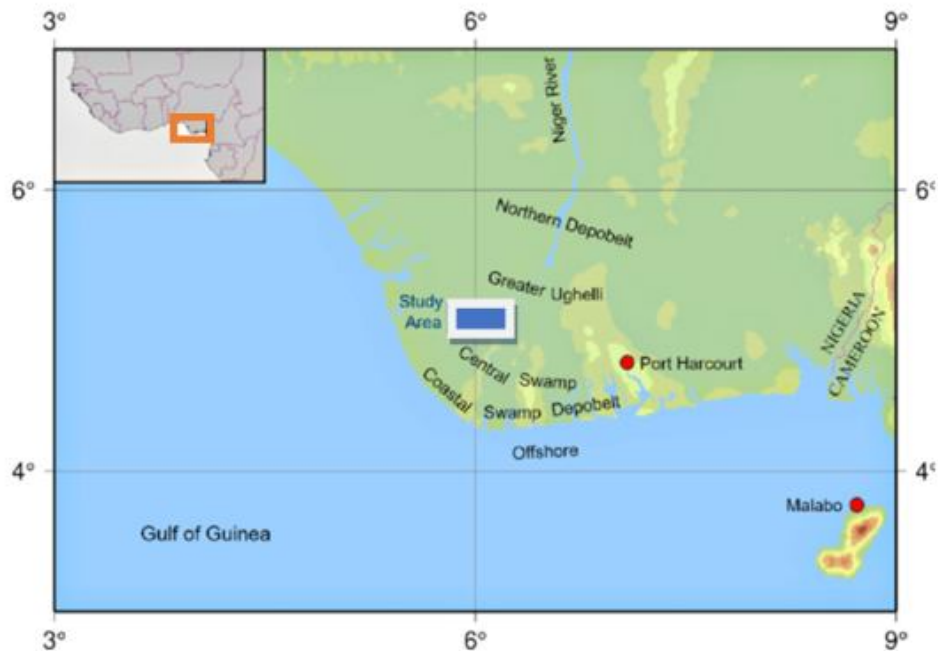 3° 6° 9°
Niger River
6° 6°
Northern Depobelt
Greater Ughelli
Study
Area
NIGERIA
CAMEROON
Central Swamp
Port Harcourt
Coastal Swamp Depobelt
Offshore
4° 4°
Malabo
Gulf of Guinea
3° 6° 9°